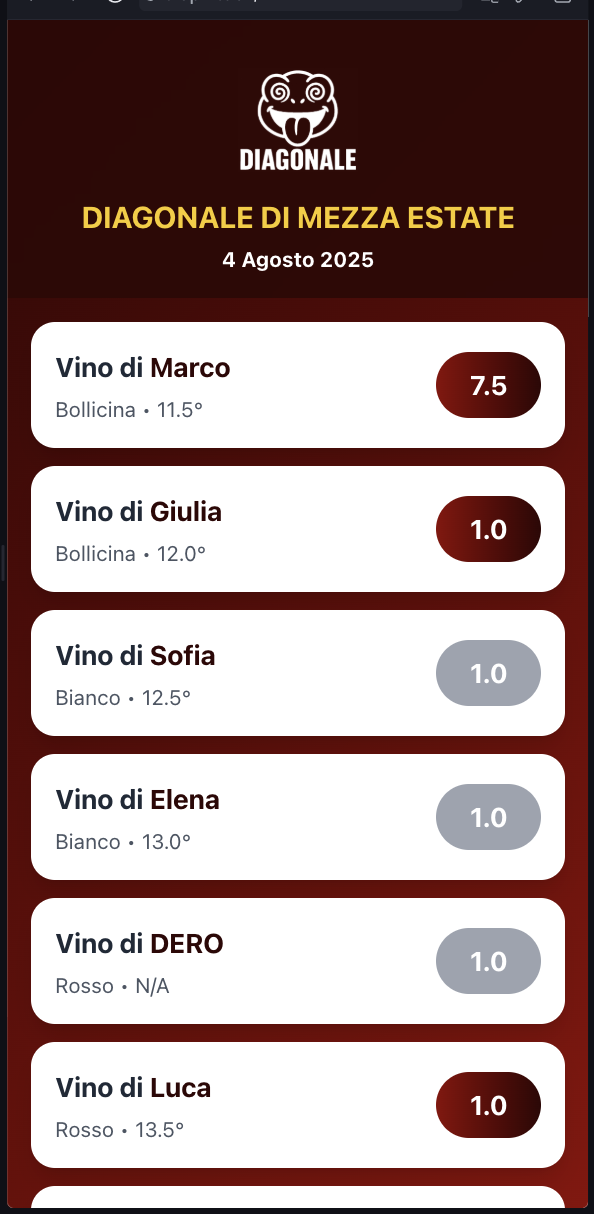 DIAGONALE
DIAGONALE DI MEZZA ESTATE
4 Agosto 2025
Vino di Marco
Bollicina • 11.5°
7.5
Vino di Giulia
Bollicina • 12.0°
1.0
Vino di Sofia
Bianco • 12.5°
1.0
Vino di Elena
Bianco • 13.0°
1.0
Vino di DERO
Rosso • N/A
1.0
Vino di Luca
Rosso • 13.5°
1.0